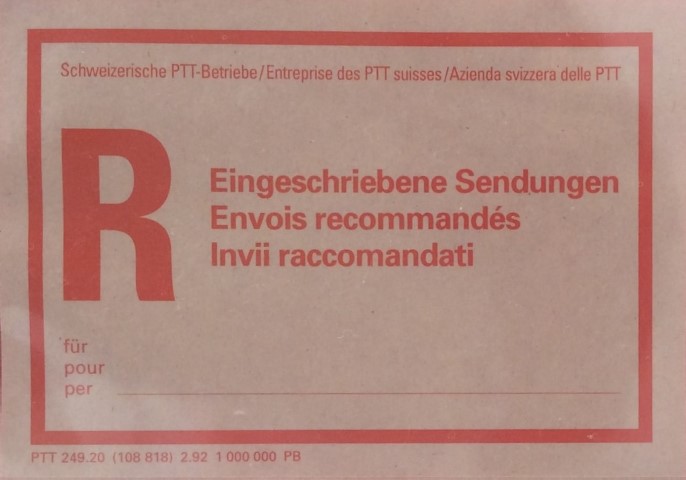 Schweizerische PTT-Betriebe/Entreprise des PTT suisses/Azienda svizzera delle PTT
R
Eingeschriebene Sendungen
Envois recommandés
Invii raccomandati
für
pour
per
PTT 249.20 (108 818) 2.92 1 000 000 PB